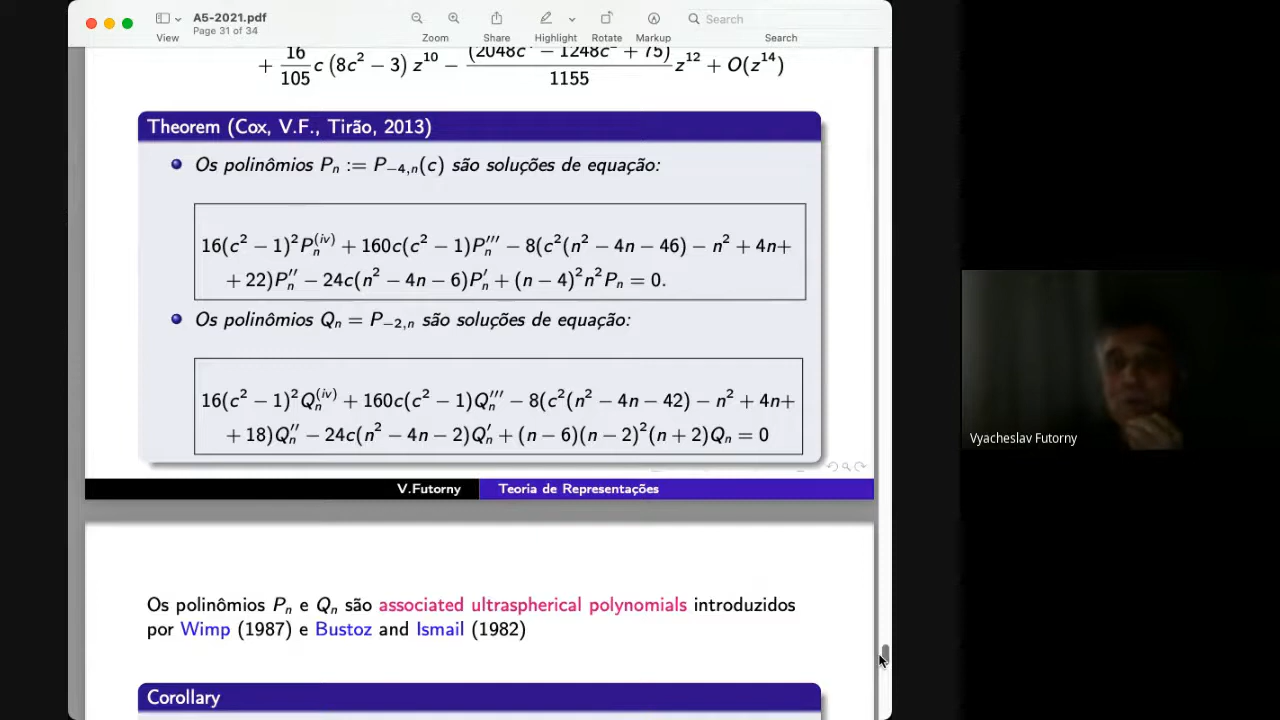 A5-2021.pdf
Page 31 of 34
View
Zoom
Share
Highlight
Rotate
Markup
Search
Search
+ 16/105 c (8c² − 3) z¹⁰ − (2048c − 1248c + 75)/1155 z¹² + O(z¹⁴)
Theorem (Cox, V.F., Tirão, 2013)
Os polinômios Pₙ := P₋₄,ₙ(c) são soluções de equação:
16(c² − 1)²Pₙ⁽ⁱᵛ⁾ + 160c(c² − 1)Pₙ′′′ − 8(c²(n² − 4n − 46) − n² + 4n+
+ 22)Pₙ′′ − 24c(n² − 4n − 6)Pₙ′ + (n − 4)²n²Pₙ = 0.
Os polinômios Qₙ = P₋₂,ₙ são soluções de equação:
16(c² − 1)²Qₙ⁽ⁱᵛ⁾ + 160c(c² − 1)Qₙ′′′ − 8(c²(n² − 4n − 42) − n² + 4n+
+ 18)Qₙ′′ − 24c(n² − 4n − 2)Qₙ′ + (n − 6)(n − 2)²(n + 2)Qₙ = 0
V.Futorny Teoria de Representações
Os polinômios Pₙ e Qₙ são associated ultraspherical polynomials introduzidos
por Wimp (1987) e Bustoz and Ismail (1982)
Corollary
Vyacheslav Futorny